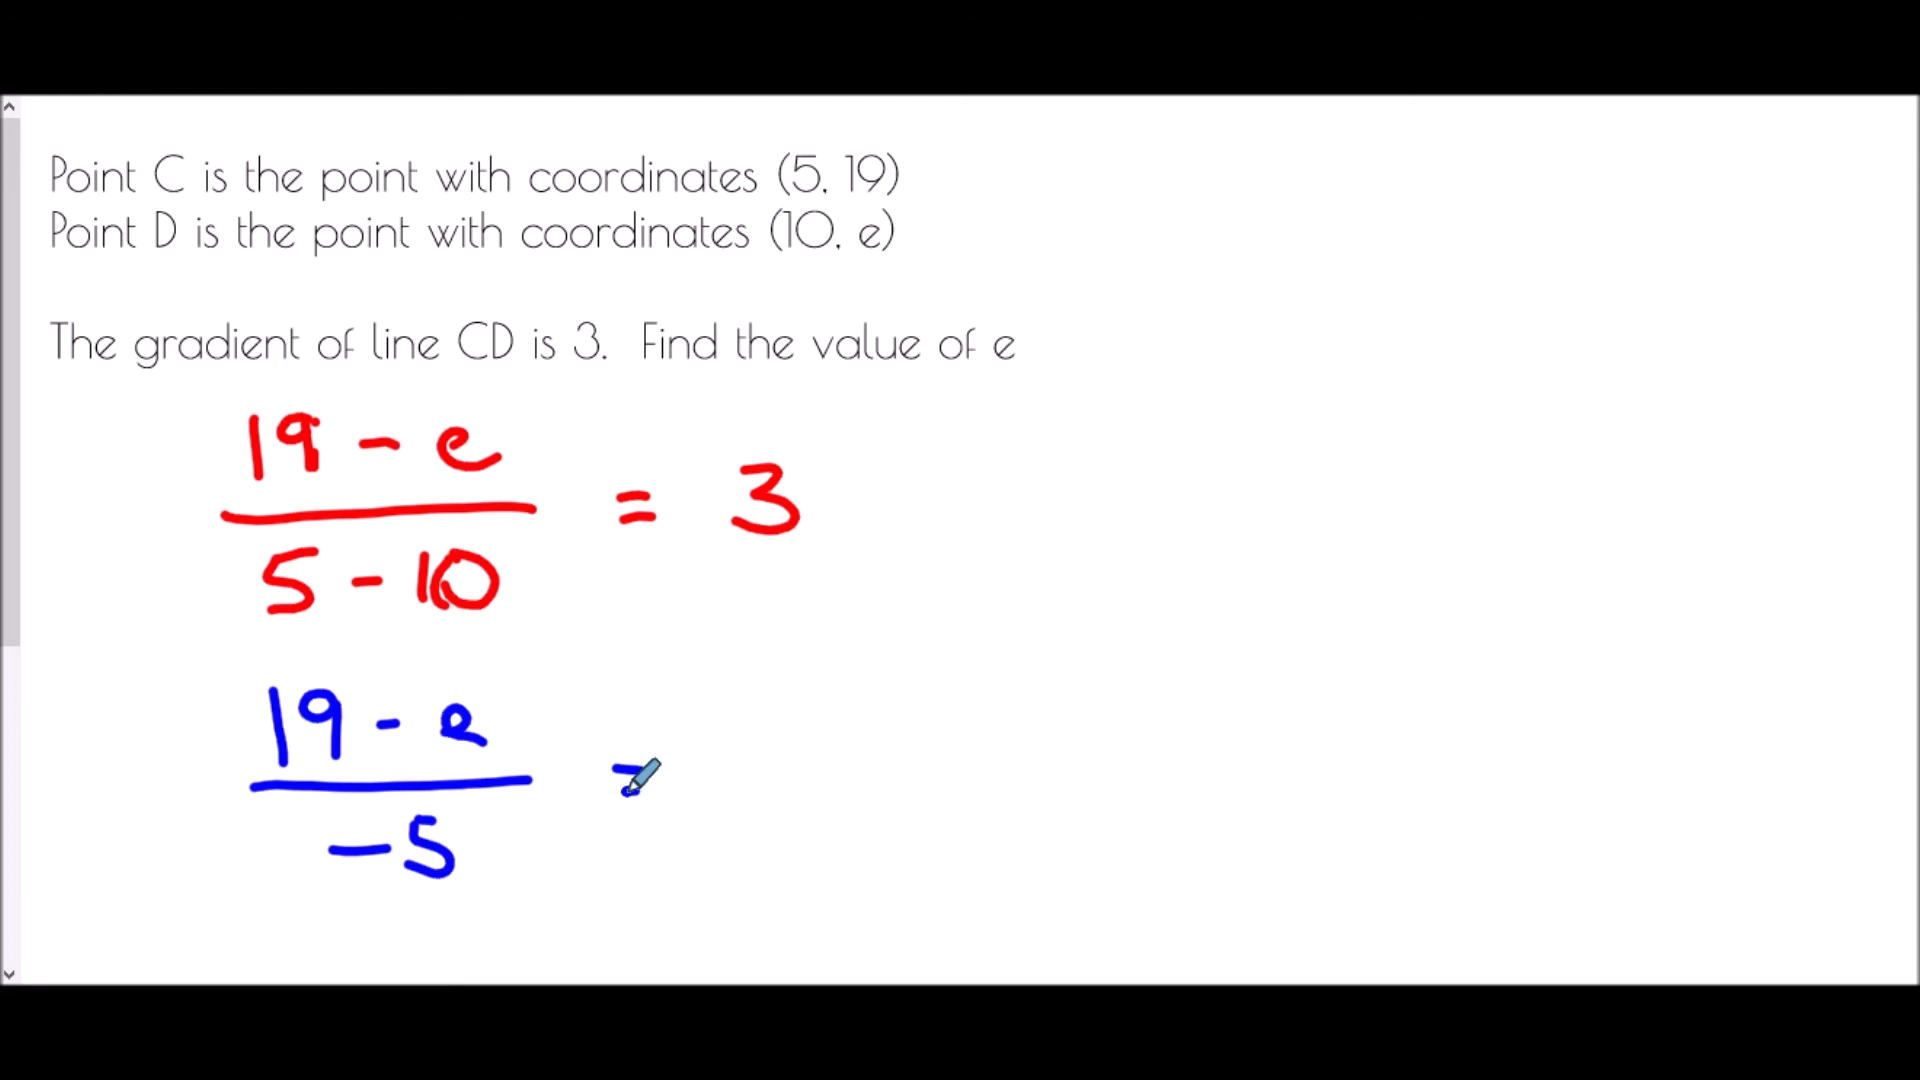 Point C is the point with coordinates (5, 19)
Point D is the point with coordinates (10, e)
The gradient of line CD is 3. Find the value of e
19 - e
= 3
5 - 10
19 - e
=
-5